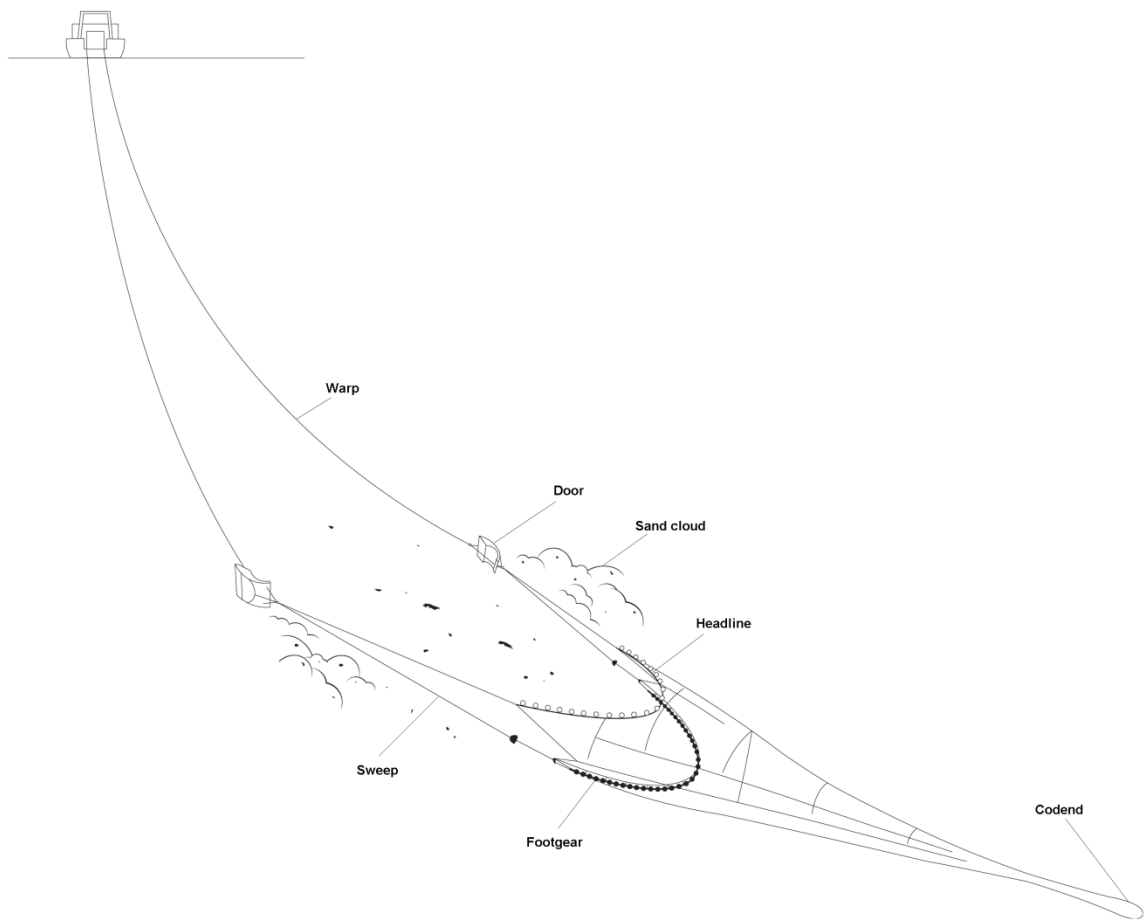 Warp
Door
Sand cloud
Headline
Sweep
Footgear
Codend